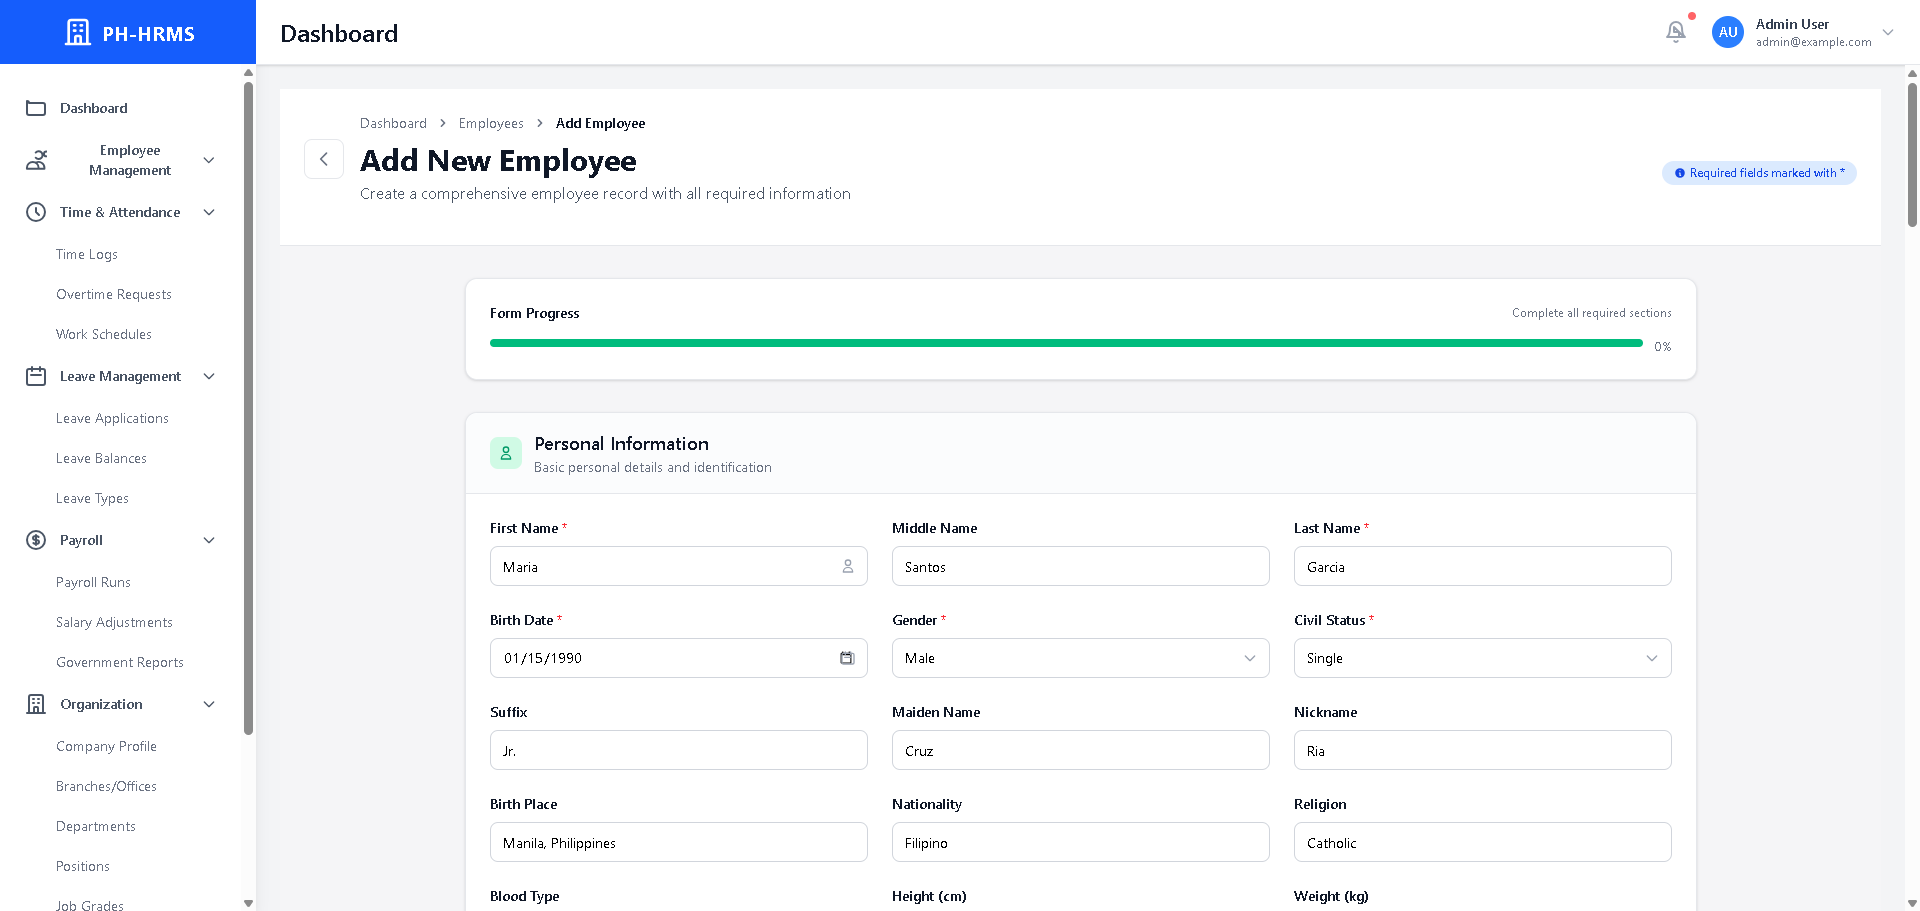 PH-HRMS
Dashboard
AU
Admin User
admin@example.com
Dashboard
Employee
Management
Time & Attendance
Time Logs
Overtime Requests
Work Schedules
Leave Management
Leave Applications
Leave Balances
Leave Types
Payroll
Payroll Runs
Salary Adjustments
Government Reports
Organization
Company Profile
Branches/Offices
Departments
Positions
Job Grades
Dashboard > Employees > Add Employee
Add New Employee
Create a comprehensive employee record with all required information
Required fields marked with *
Form Progress
Complete all required sections
0%
Personal Information
Basic personal details and identification
First Name *
Middle Name
Last Name *
Maria
Santos
Garcia
Birth Date *
Gender *
Civil Status *
01/15/1990
Male
Single
Suffix
Maiden Name
Nickname
Jr.
Cruz
Ria
Birth Place
Nationality
Religion
Manila, Philippines
Filipino
Catholic
Blood Type
Height (cm)
Weight (kg)